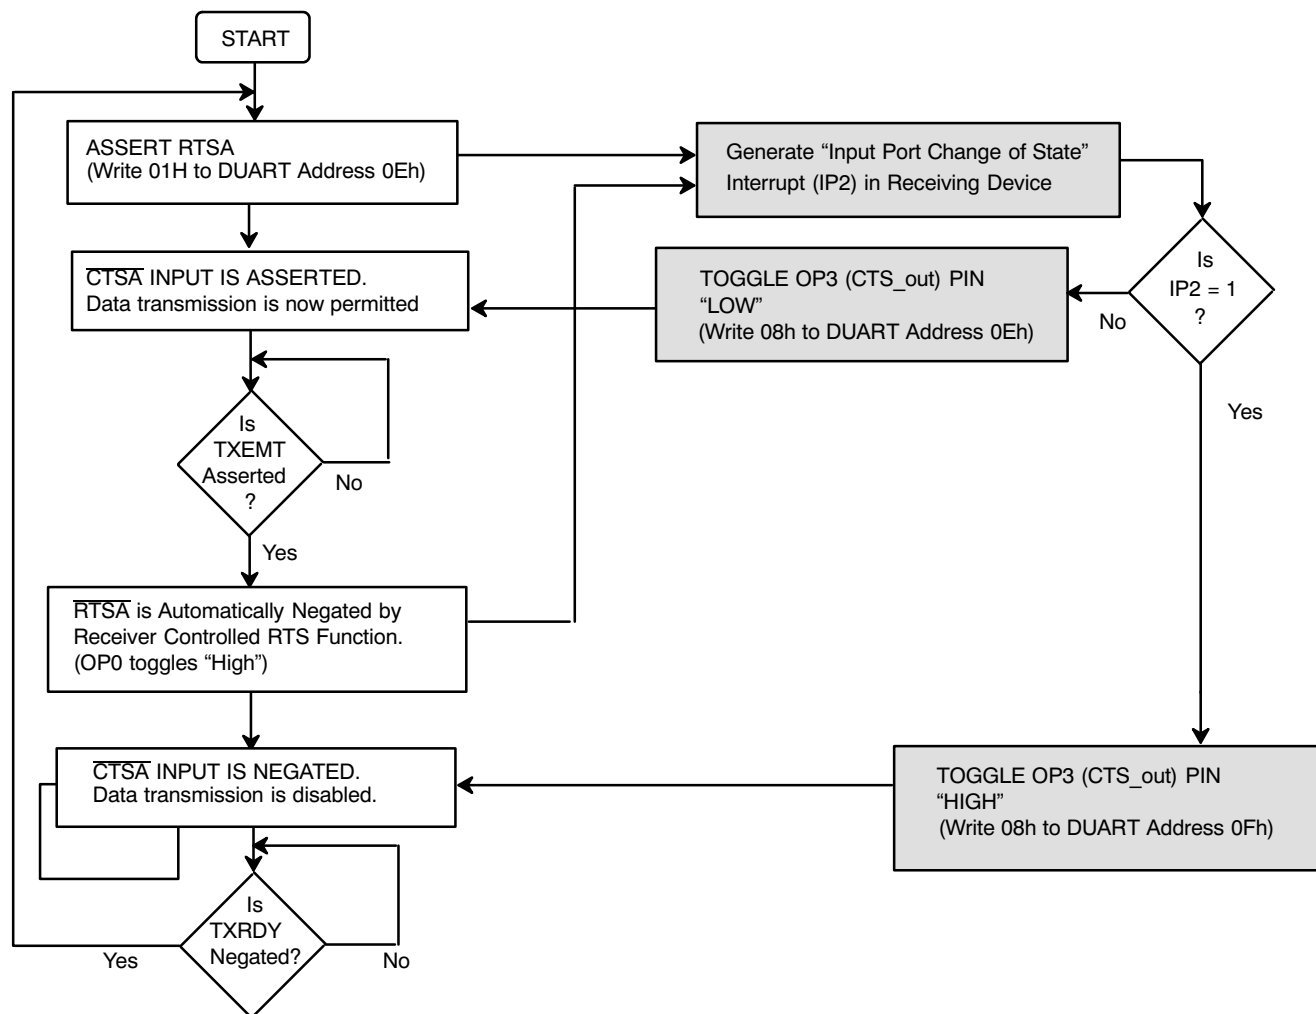 START
ASSERT RTSA
(Write 01H to DUART Address 0Eh)
Generate “Input Port Change of State”
Interrupt (IP2) in Receiving Device
Is
IP2 = 1
?
No
Yes
TOGGLE OP3 (CTS_out) PIN
“LOW”
(Write 08h to DUART Address 0Eh)
CTSA INPUT IS ASSERTED.
Data transmission is now permitted
Is
TXEMT
Asserted
?
No
Yes
RTSA is Automatically Negated by
Receiver Controlled RTS Function.
(OP0 toggles “High”)
CTSA INPUT IS NEGATED.
Data transmission is disabled.
TOGGLE OP3 (CTS_out) PIN
“HIGH”
(Write 08h to DUART Address 0Fh)
Is
TXRDY
Negated?
Yes
No